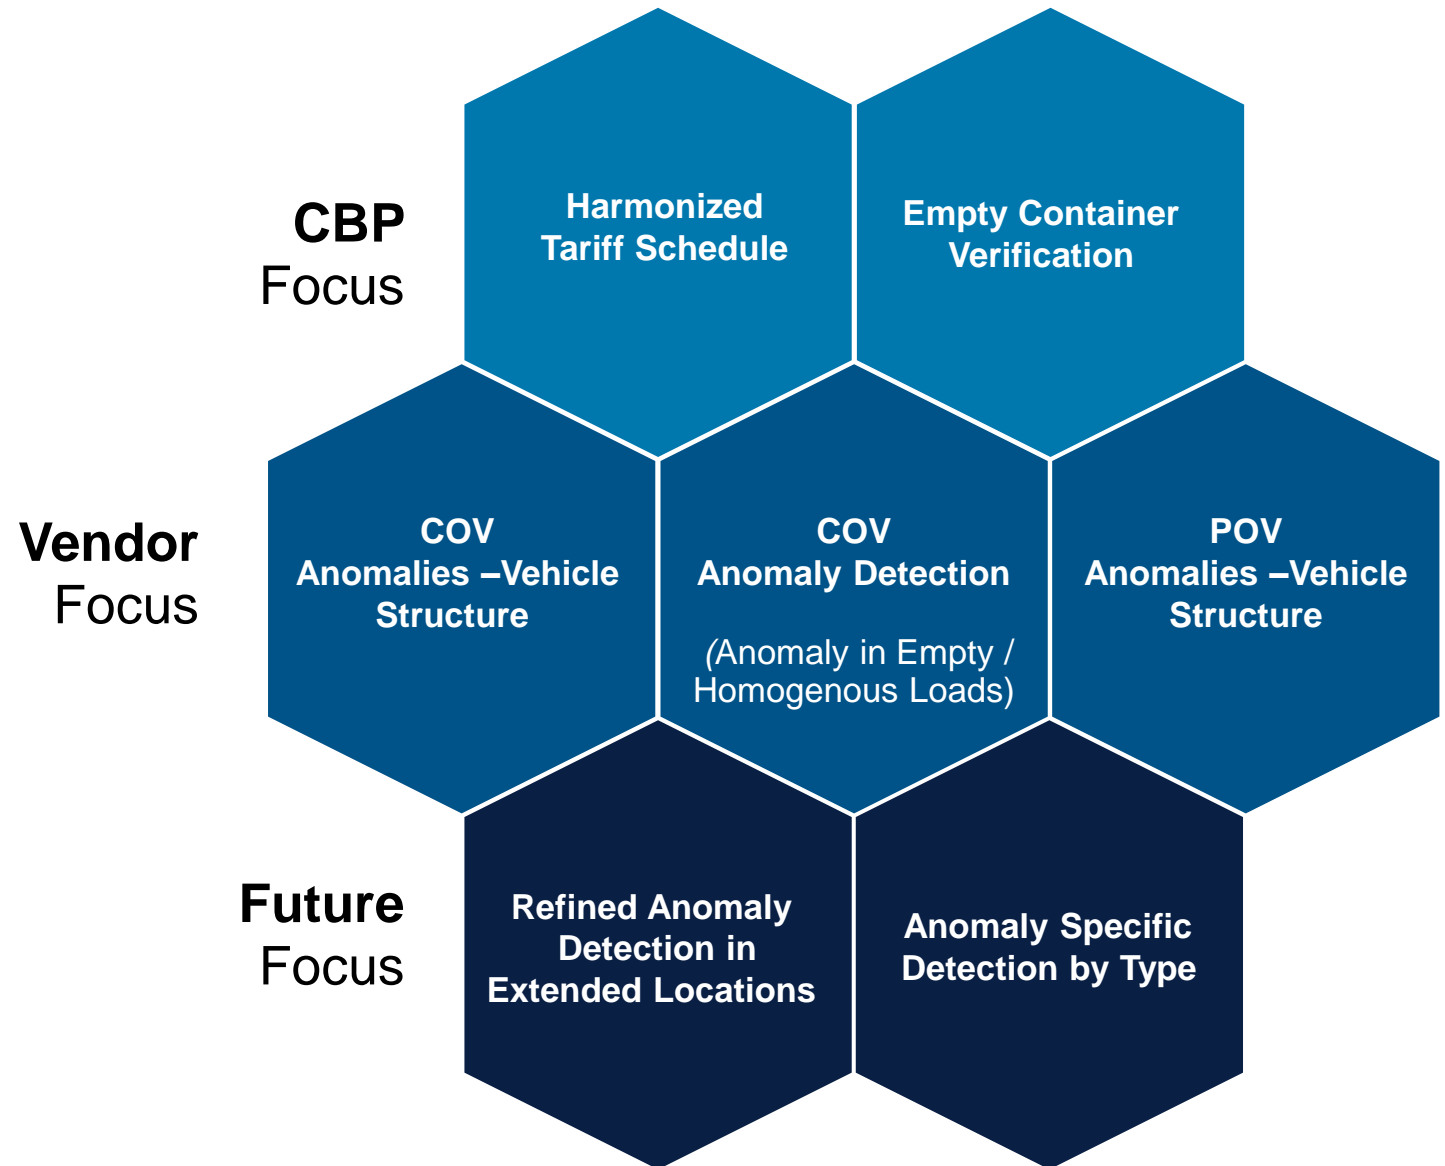 CBP
Focus
Harmonized
Tariff Schedule
Empty Container
Verification
Vendor
Focus
COV
Anomalies –Vehicle
Structure
COV
Anomaly Detection
(Anomaly in Empty /
Homogenous Loads)
POV
Anomalies –Vehicle
Structure
Future
Focus
Refined Anomaly
Detection in
Extended Locations
Anomaly Specific
Detection by Type